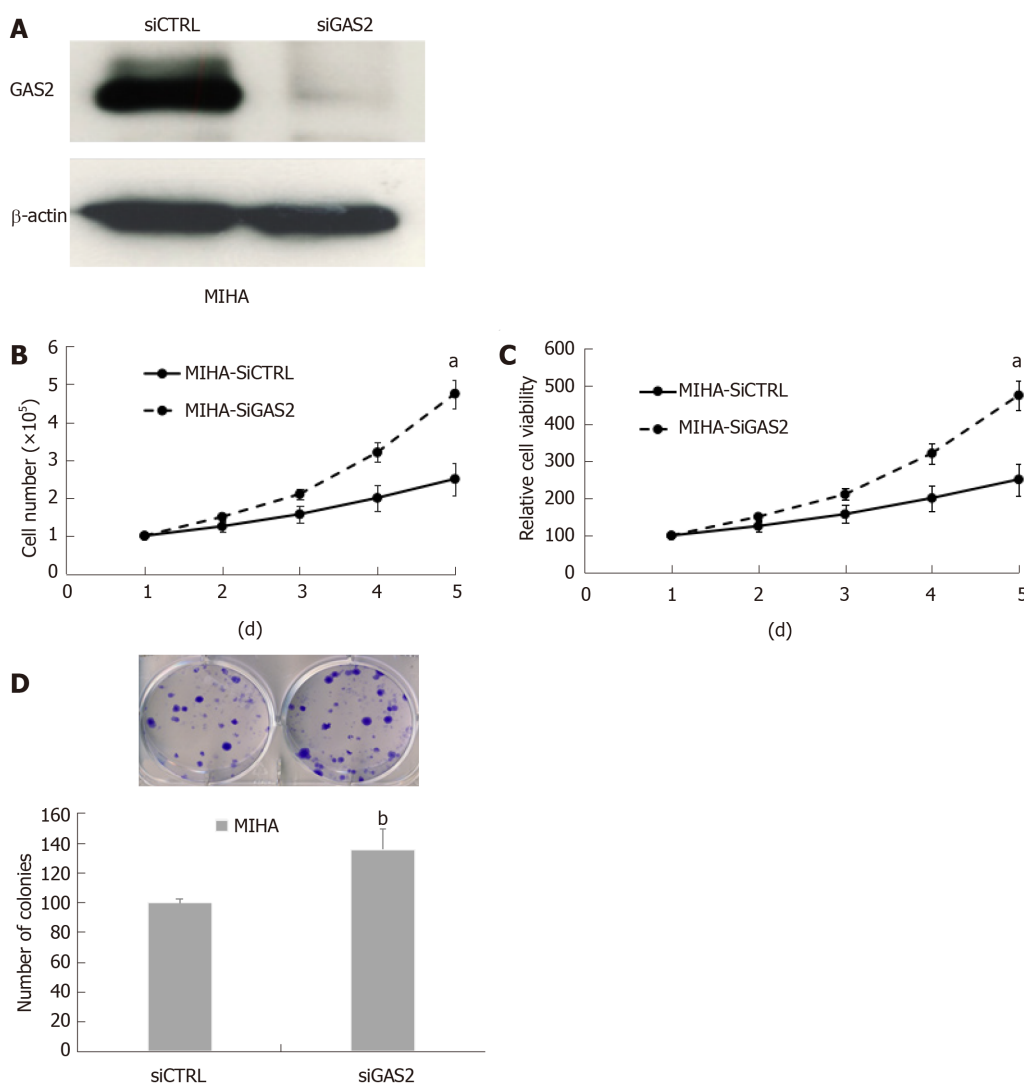 A
siCTRL siGAS2
GAS2
β-actin
MIHA
B
6
5
4
3
2
1
0
Cell number (×10⁵)
MIHA-SiCTRL
MIHA-SiGAS2
a
0 1 2 3 4 5
(d)
C
600
500
400
300
200
100
0
Relative cell viability
MIHA-SiCTRL
MIHA-SiGAS2
a
0 1 2 3 4 5
(d)
D
160
140
120
100
80
60
40
20
0
Number of colonies
MIHA
b
siCTRL siGAS2